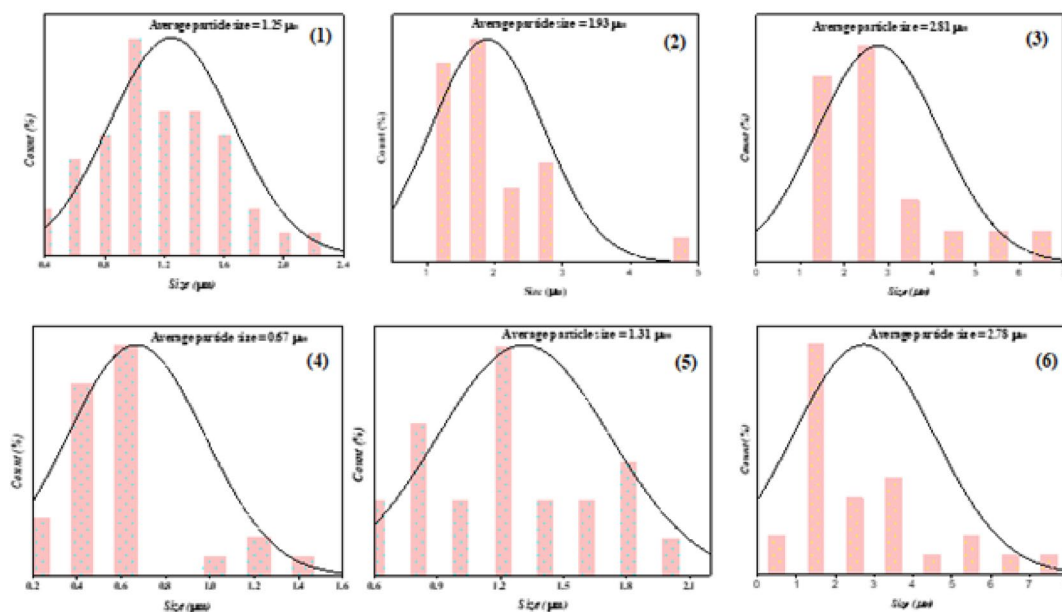 Average particle size = 1.25 µm
(1)
Count (%)
0.4 0.8 1.2 1.6 2.0 2.4
Size (µm)
Average particle size = 1.93 µm
(2)
Count (%)
1 2 3 4 5
Size (µm)
Average particle size = 2.81 µm
(3)
Count (%)
0 1 2 3 4 5 6
Size (µm)
Average particle size = 0.67 µm
(4)
Count (%)
0.2 0.4 0.6 0.8 1.0 1.2 1.4 1.6
Size (µm)
Average particle size = 1.31 µm
(5)
Count (%)
0.6 0.9 1.2 1.5 1.8 2.1
Size (µm)
Average particle size = 2.78 µm
(6)
Count (%)
0 1 2 3 4 5 6 7
Size (µm)